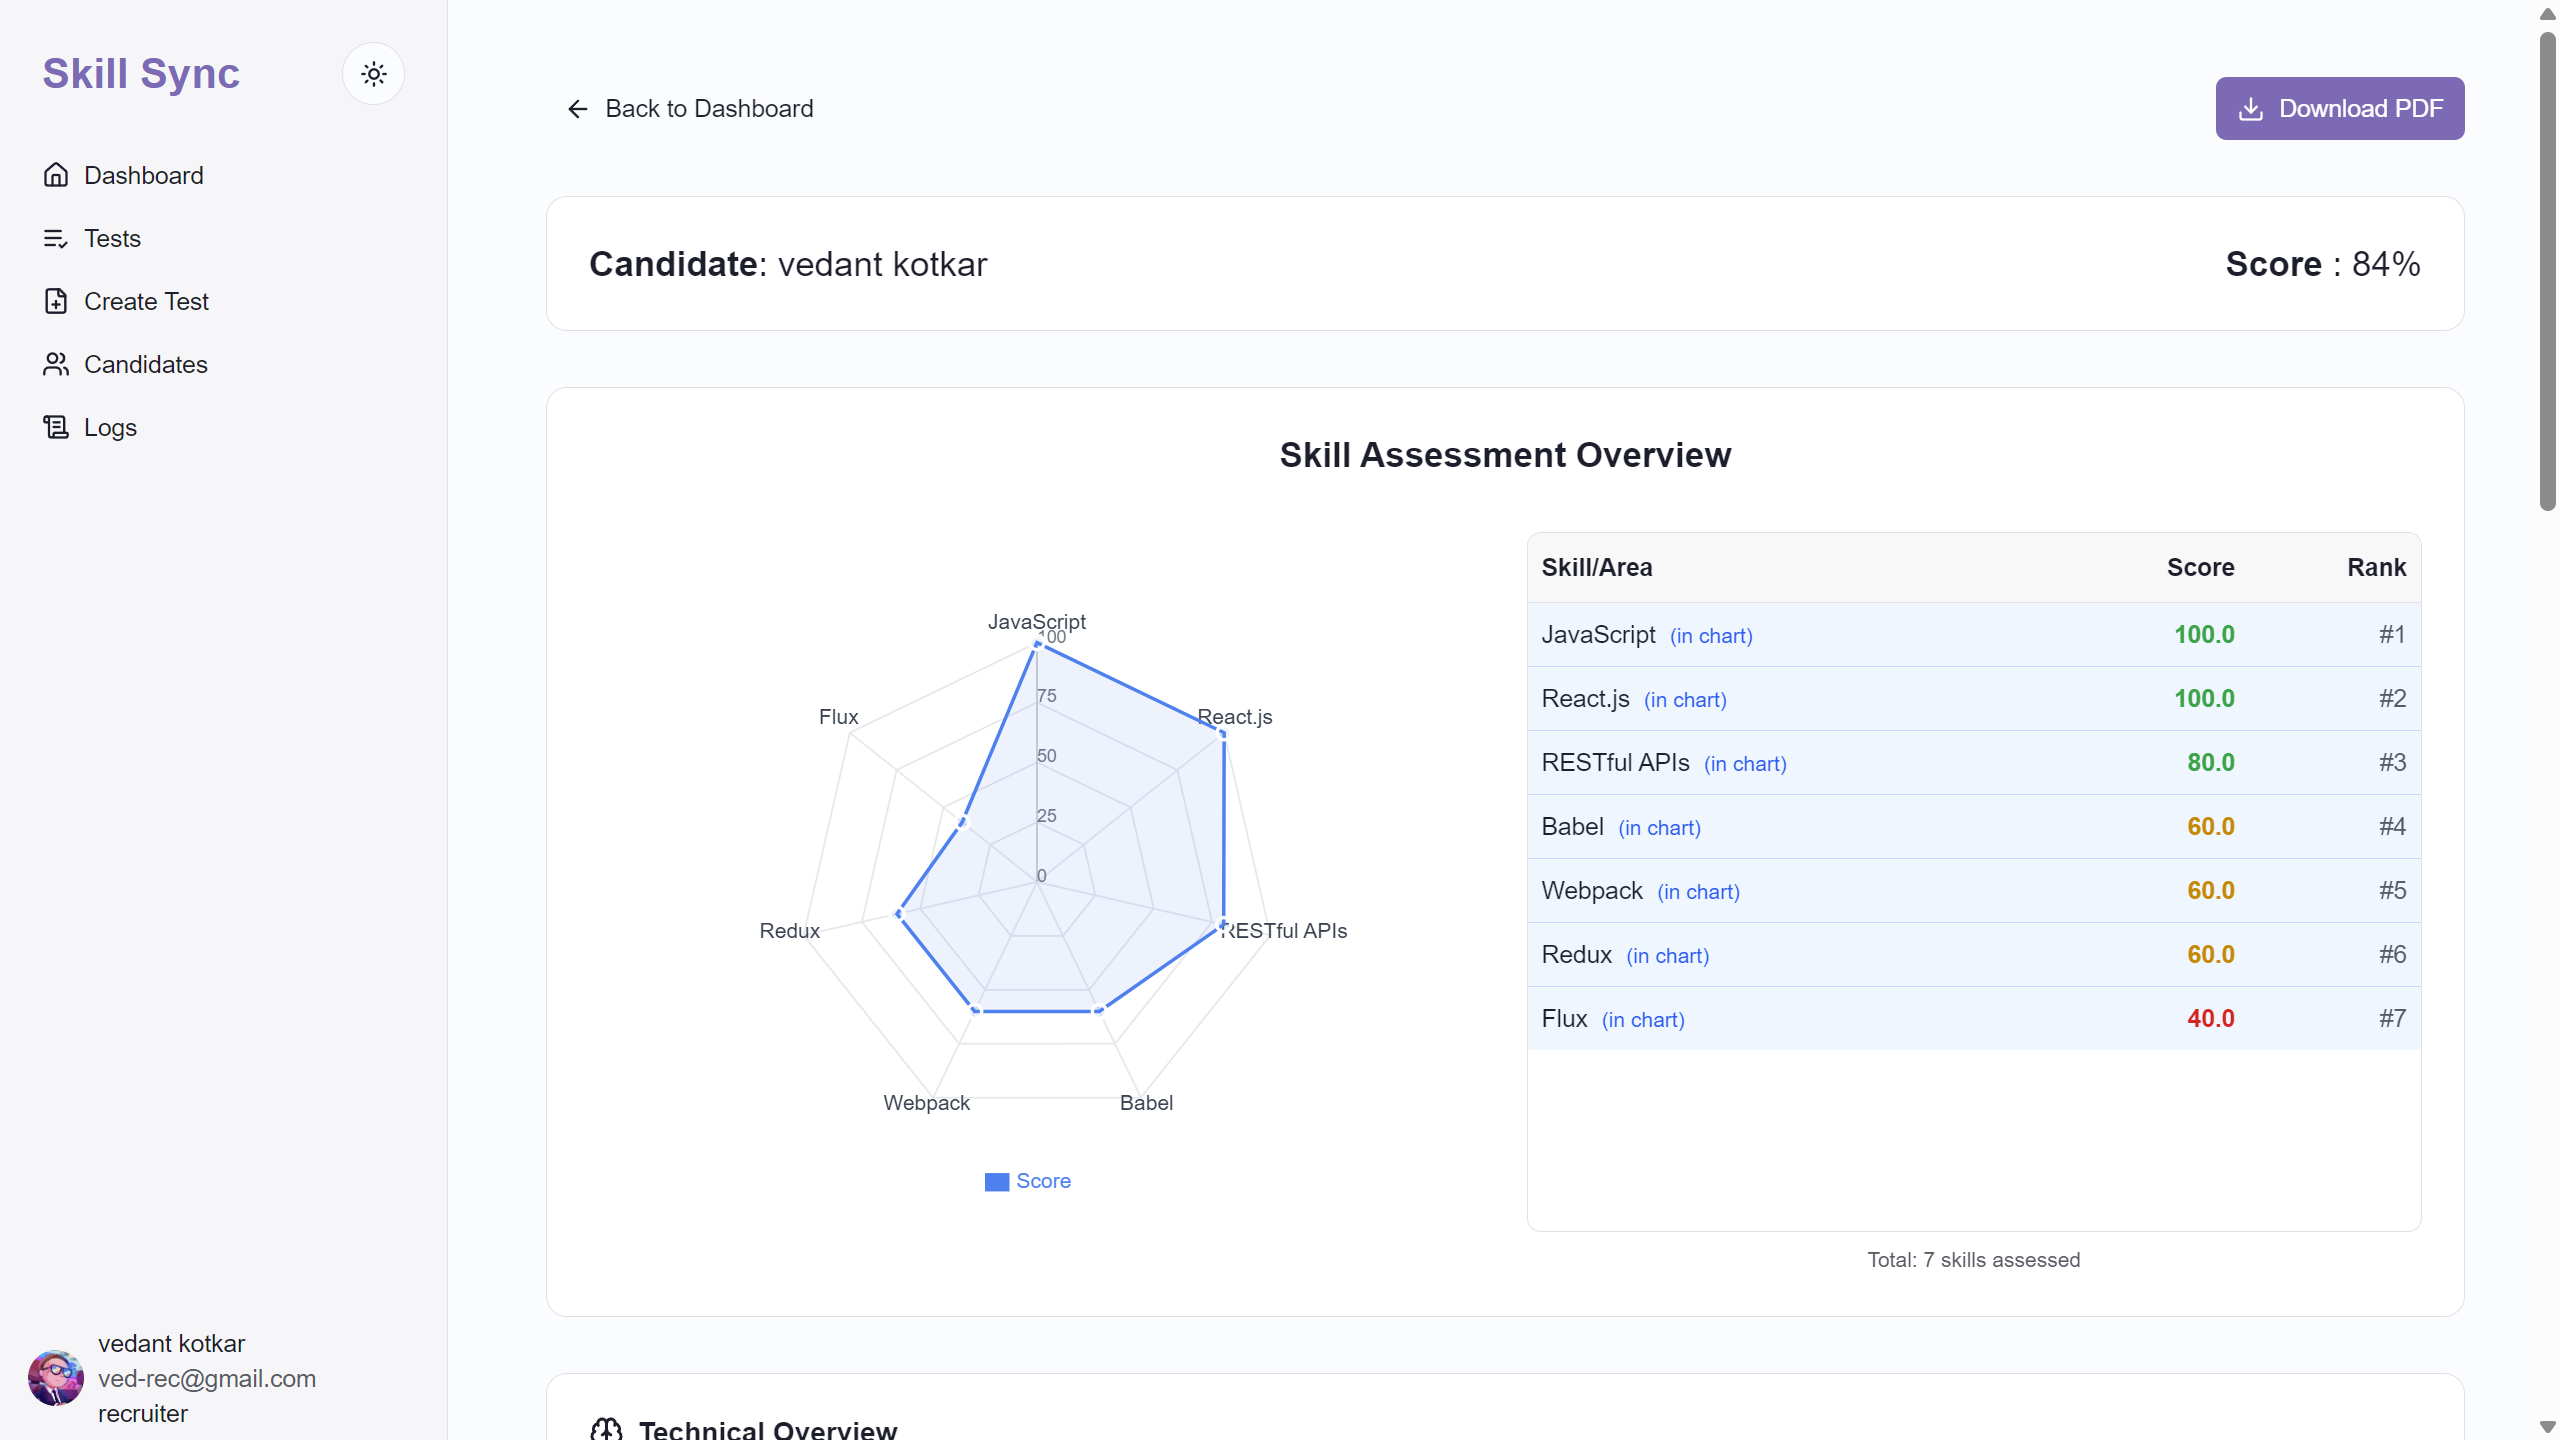 Skill Sync
Dashboard
Tests
Create Test
Candidates
Logs
vedant kotkar
ved-rec@gmail.com
recruiter
Back to Dashboard
Download PDF
Candidate: vedant kotkar
Score : 84%
Skill Assessment Overview
JavaScript
100
75
50
25
0
React.js
RESTful APIs
Babel
Webpack
Redux
Flux
Score
Skill/Area Score Rank
JavaScript (in chart) 100.0 #1
React.js (in chart) 100.0 #2
RESTful APIs (in chart) 80.0 #3
Babel (in chart) 60.0 #4
Webpack (in chart) 60.0 #5
Redux (in chart) 60.0 #6
Flux (in chart) 40.0 #7
Total: 7 skills assessed
Technical Overview